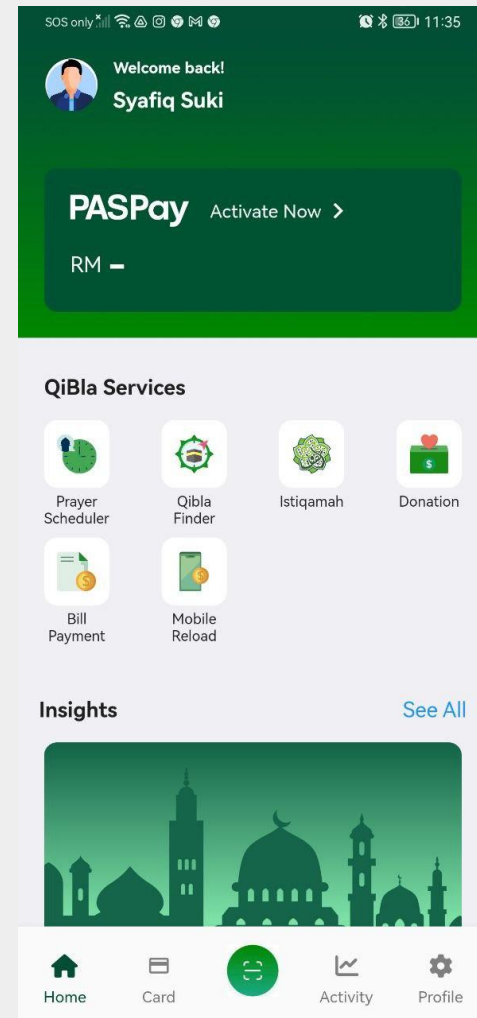 SOS only 36 11:35
Welcome back!
Syafiq Suki
PASPay Activate Now >
RM –
QiBla Services
Prayer Scheduler
Qibla Finder
Istiqamah
Donation
Bill Payment
Mobile Reload
Insights See All
Home Card Activity Profile